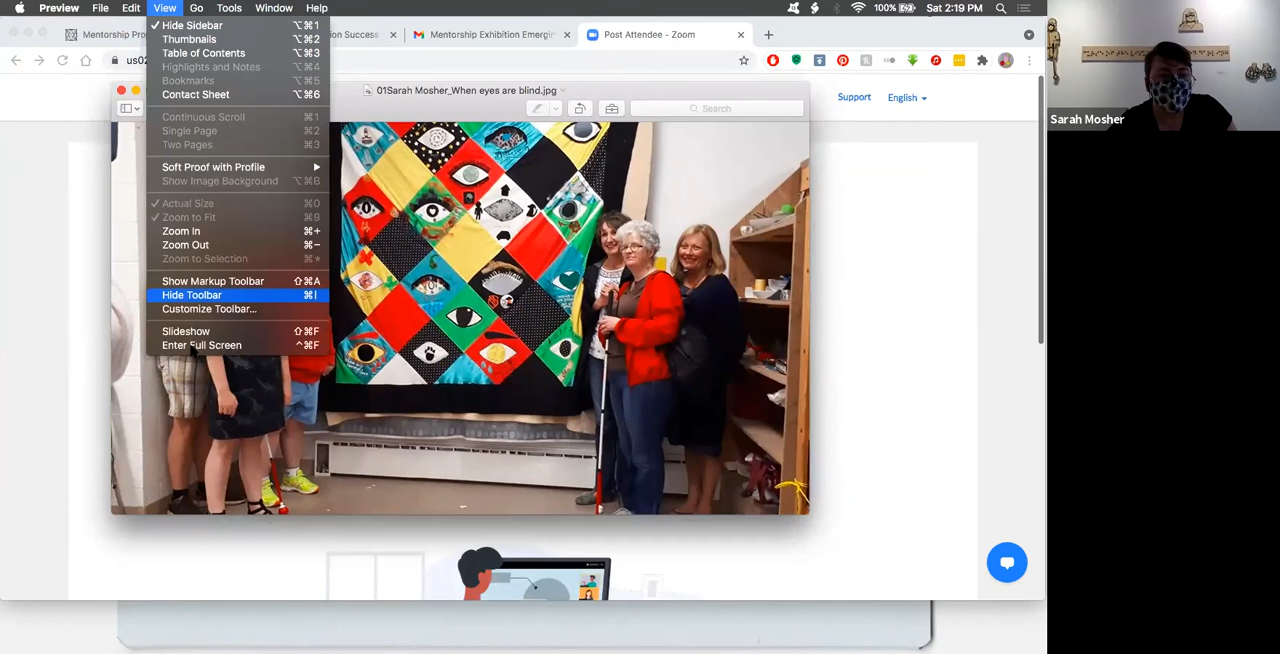 Preview File Edit View Go Tools Window Help 100% Sat 2:19 PM
Mentorship Pro
ion Success
Mentorship Exhibition Emergin
Post Attendee - Zoom
us02
Support English
01Sarah Mosher_When eyes are blind.jpg
Search
✓ Hide Sidebar ⌥⌘1
Thumbnails ⌥⌘2
Table of Contents ⌥⌘3
Highlights and Notes ⌥⌘4
Bookmarks ⌥⌘5
Contact Sheet ⌥⌘6
Continuous Scroll ⌘1
Single Page ⌘2
Two Pages ⌘3
Soft Proof with Profile
Show Image Background ⌥⌘B
✓ Actual Size ⌘0
✓ Zoom to Fit ⌘9
Zoom In ⌘+
Zoom Out ⌘−
Zoom to Selection ⌘*
Show Markup Toolbar ⇧⌘A
Hide Toolbar ⌘|
Customize Toolbar...
Slideshow ⇧⌘F
Enter Full Screen ^⌘F
Sarah Mosher